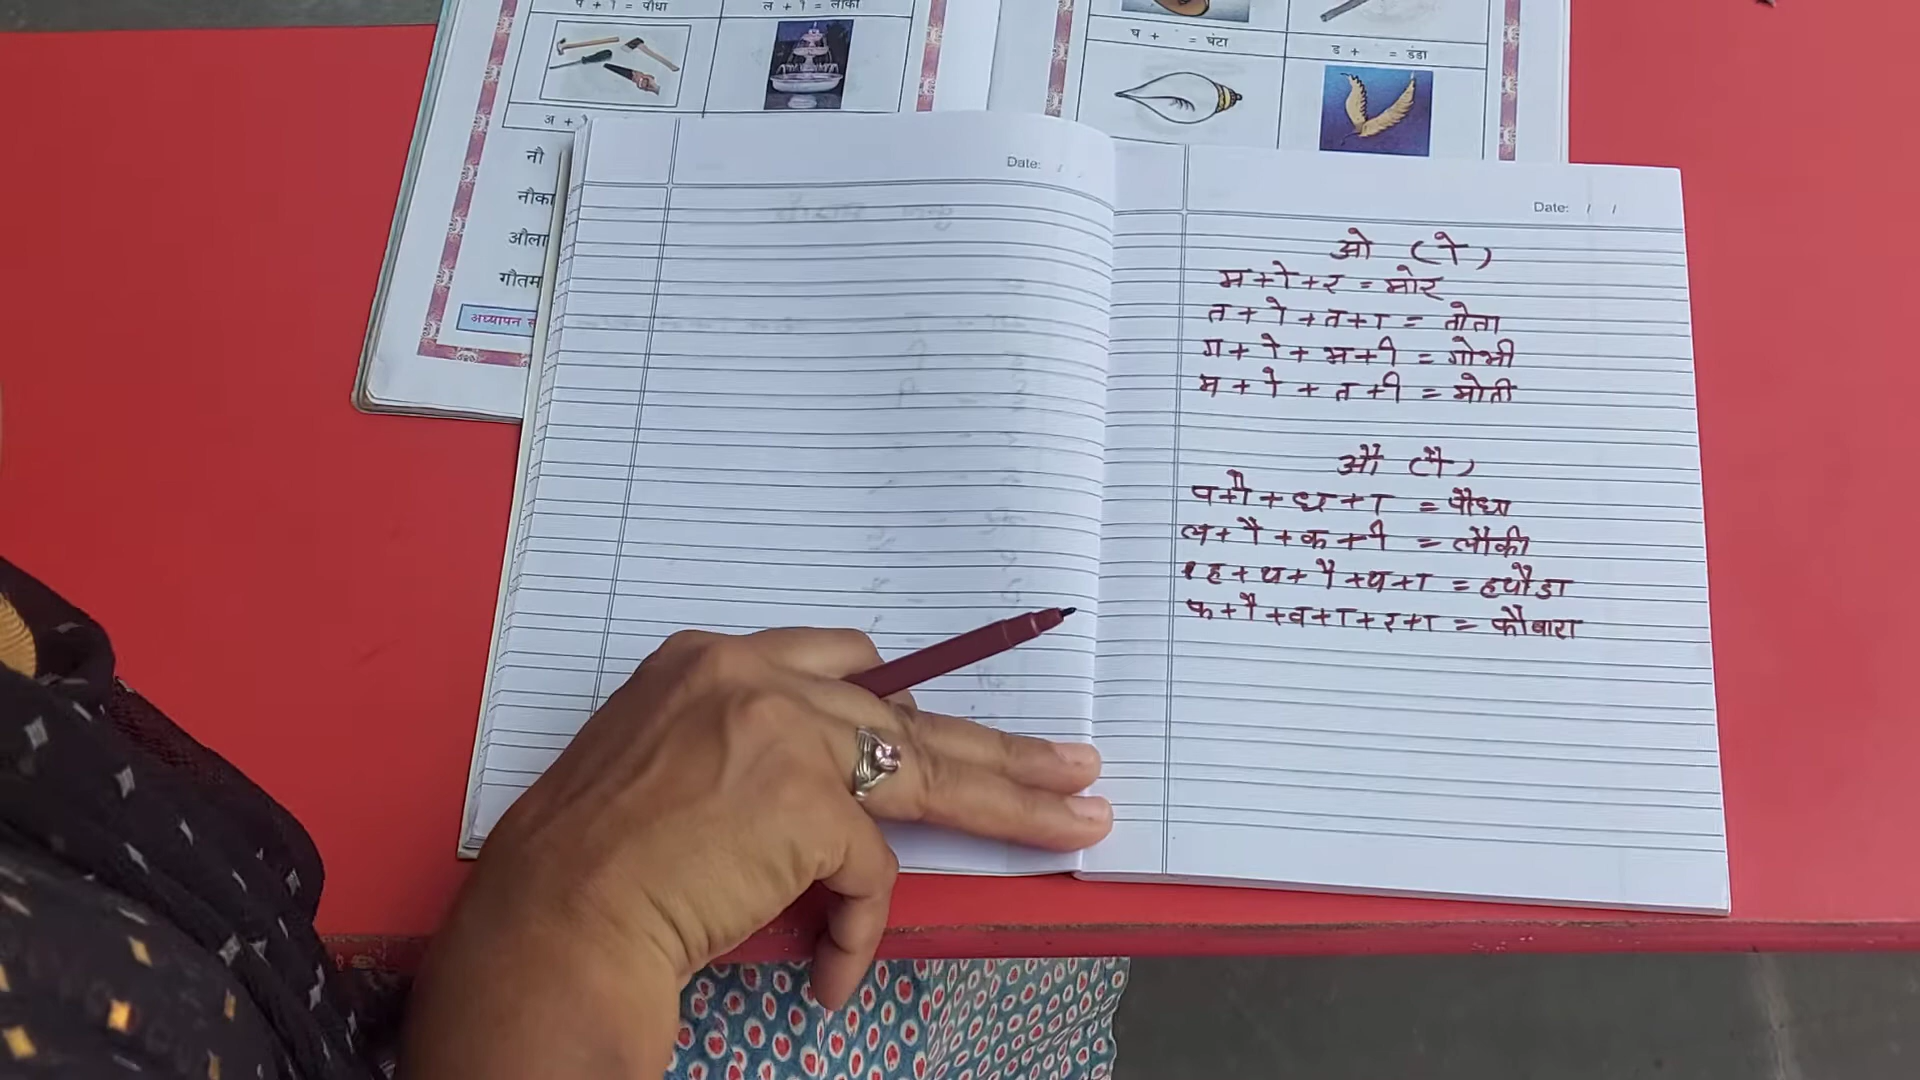 प + ौ = पौधा
ल + ौ = लौकी
घ + ं = घंटा
ड + ं = डंडा
अ +
नौ
नौका
औला
गौतम
अध्यापन
Date: / /
Date: / /
ओ (ो)
म+ो+र = मोर
त+ो+त+ा = तोता
ग+ो+भ+ी = गोभी
म+ो+त+ी = मोती
औ (ौ)
प+ौ+ध+ा = पौधा
ल+ौ+क+ी = लौकी
ह+थ+ौ+थ+ा = हथौडा
फ+ौ+व+ा+र+ा = फौबारा